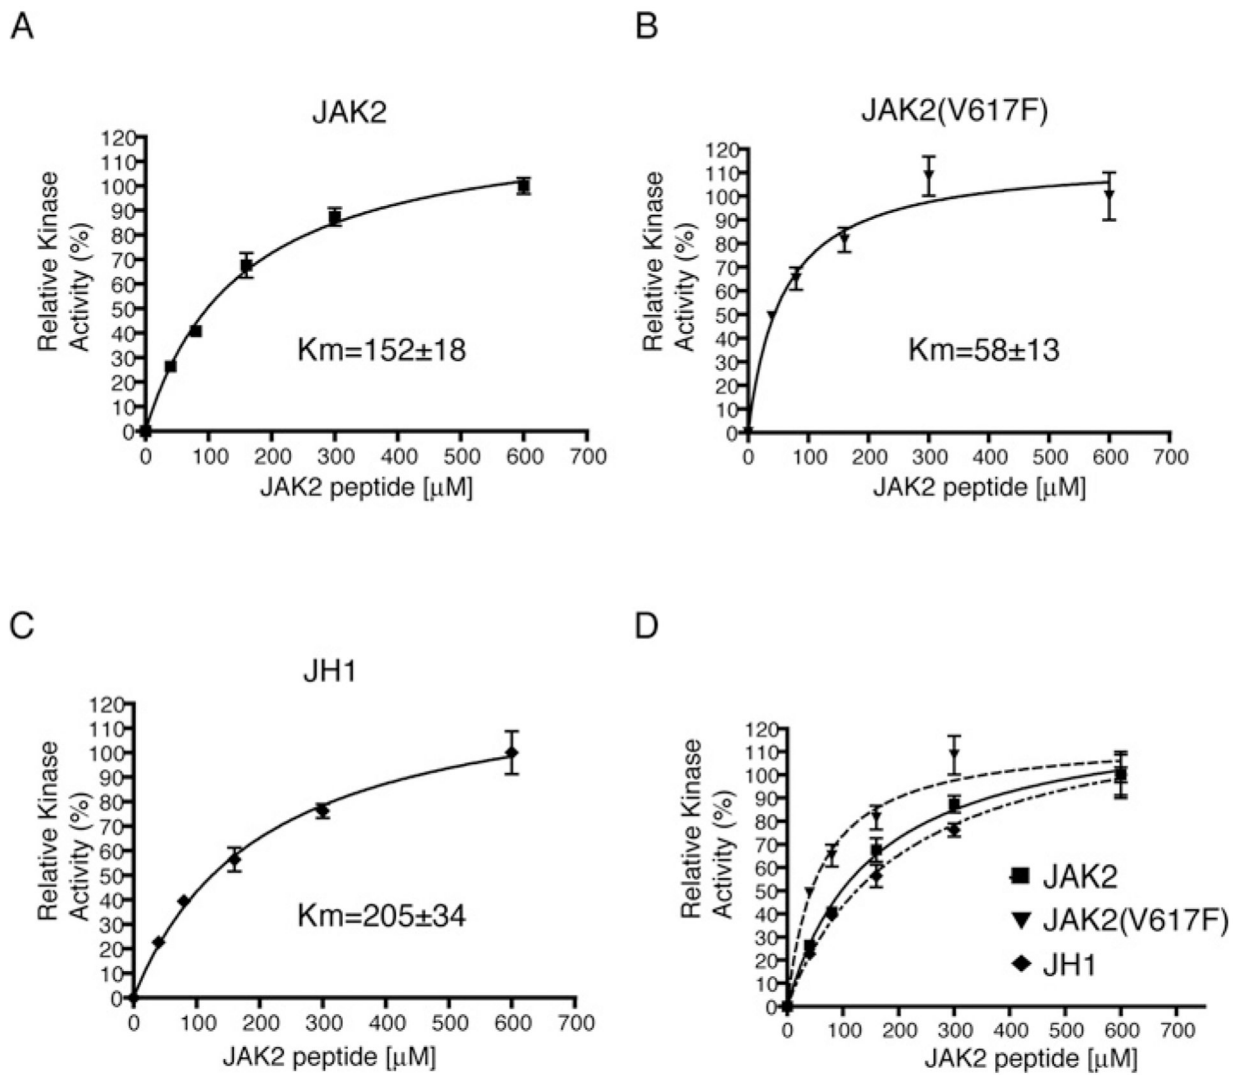 A
JAK2
120
110
100
90
80
70
60
50
40
30
20
10
0
Relative Kinase
Activity (%)
Km=152±18
0 100 200 300 400 500 600 700
JAK2 peptide [μM]
B
JAK2(V617F)
120
110
100
90
80
70
60
50
40
30
20
10
0
Relative Kinase
Activity (%)
Km=58±13
0 100 200 300 400 500 600 700
JAK2 peptide [μM]
C
JH1
120
110
100
90
80
70
60
50
40
30
20
10
0
Relative Kinase
Activity (%)
Km=205±34
0 100 200 300 400 500 600 700
JAK2 peptide [μM]
D
120
110
100
90
80
70
60
50
40
30
20
10
0
Relative Kinase
Activity (%)
JAK2
JAK2(V617F)
JH1
0 100 200 300 400 500 600 700
JAK2 peptide [μM]